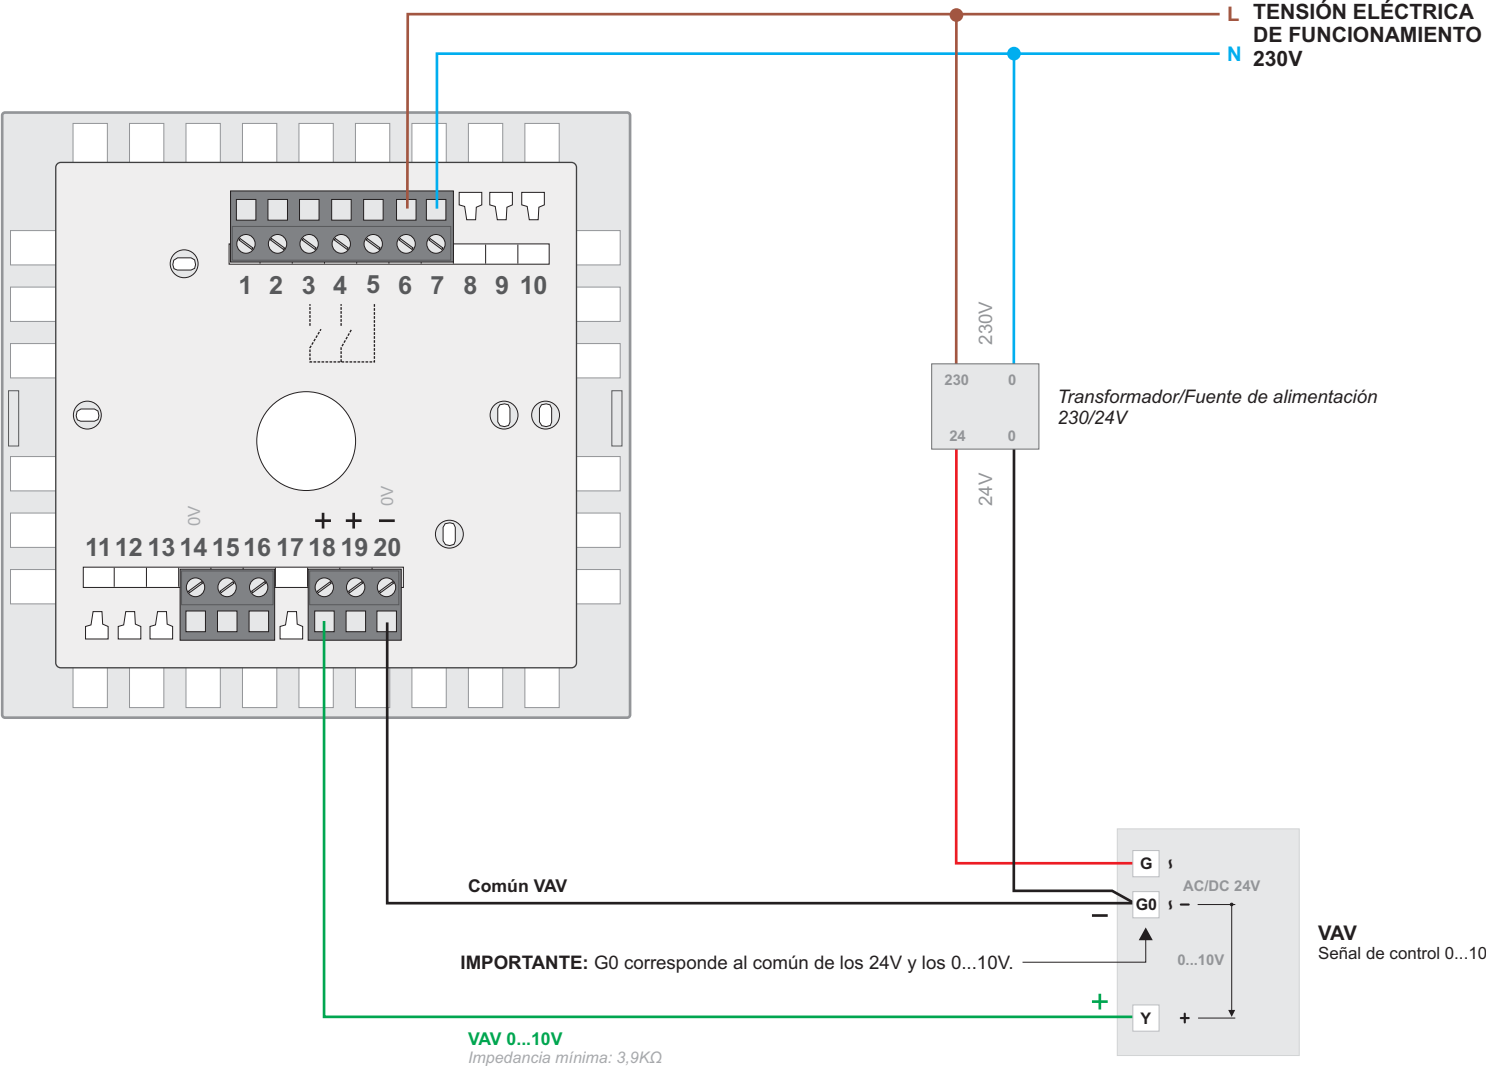 L TENSIÓN ELÉCTRICA
DE FUNCIONAMIENTO
N 230V
1 2 3 4 5 6 7 8 9 10
230V
230 0
24 0
Transformador/Fuente de alimentación
230/24V
24V
0V
0V
+ + −
11 12 13 14 15 16 17 18 19 20
G
AC/DC 24V
Común VAV
−
G0 −
VAV
Señal de control 0...10
IMPORTANTE: G0 corresponde al común de los 24V y los 0...10V.
0...10V
+
Y +
VAV 0...10V
Impedancia mínima: 3,9KΩ